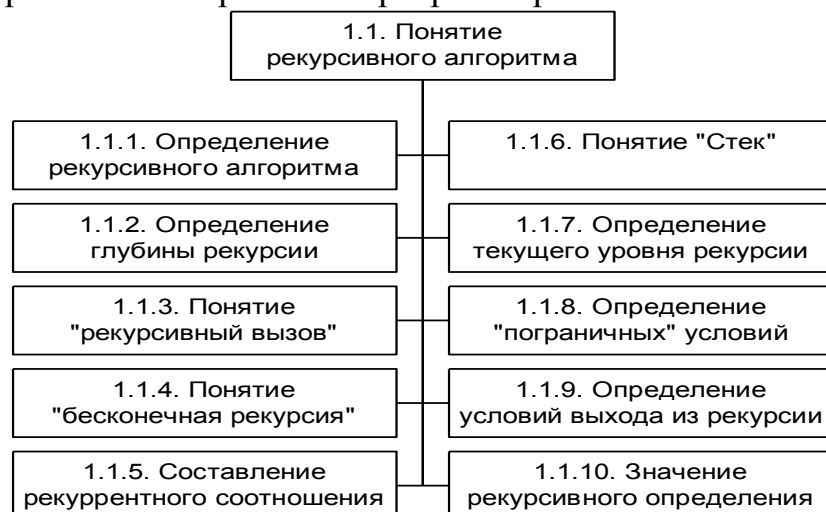 1.1. Понятие
рекурсивного алгоритма
1.1.1. Определение
рекурсивного алгоритма
1.1.2. Определение
глубины рекурсии
1.1.3. Понятие
"рекурсивный вызов"
1.1.4. Понятие
"бесконечная рекурсия"
1.1.5. Составление
рекуррентного соотношения
1.1.6. Понятие "Стек"
1.1.7. Определение
текущего уровня рекурсии
1.1.8. Определение
"пограничных" условий
1.1.9. Определение
условий выхода из рекурсии
1.1.10. Значение
рекурсивного определения